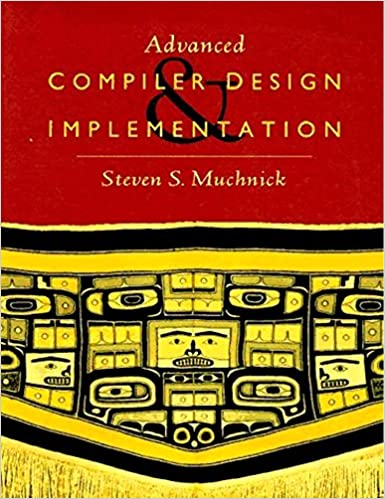 Advanced
COMPILER DESIGN
&
IMPLEMENTATION
Steven S. Muchnick